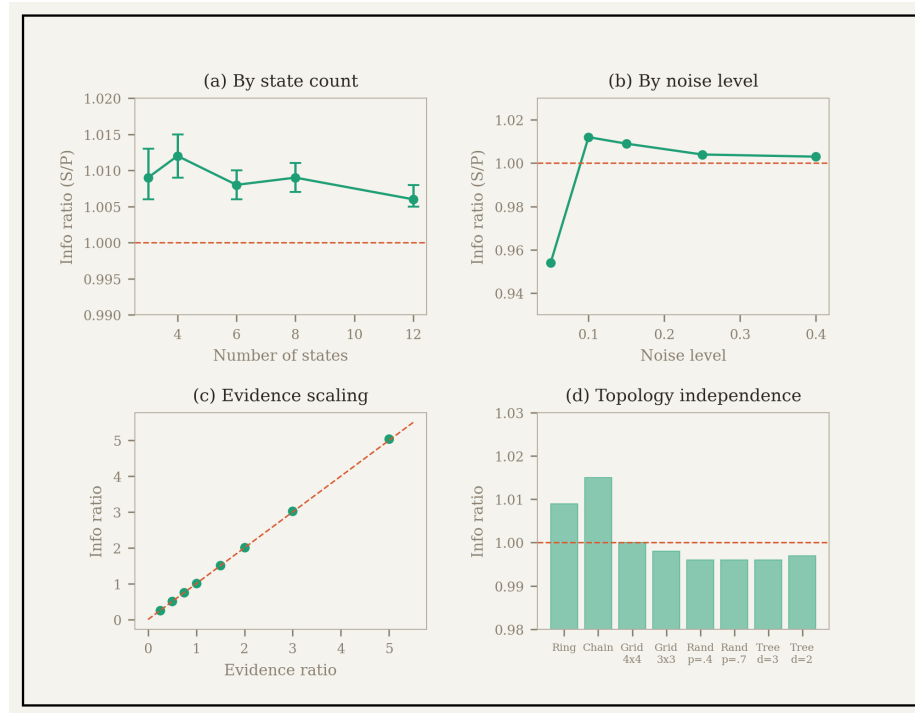 (a) By state count
Info ratio (S/P)
1.020
1.015
1.010
1.005
1.000
0.995
0.990
4 6 8 10 12
Number of states
(b) By noise level
Info ratio (S/P)
1.02
1.00
0.98
0.96
0.94
0.1 0.2 0.3 0.4
Noise level
(c) Evidence scaling
Info ratio
5
4
3
2
1
0
0 1 2 3 4 5
Evidence ratio
(d) Topology independence
Info ratio
1.03
1.02
1.01
1.00
0.99
0.98
Ring Chain Grid Grid Rand Rand Tree Tree
4x4 3x3 p=.4 p=.7 d=3 d=2